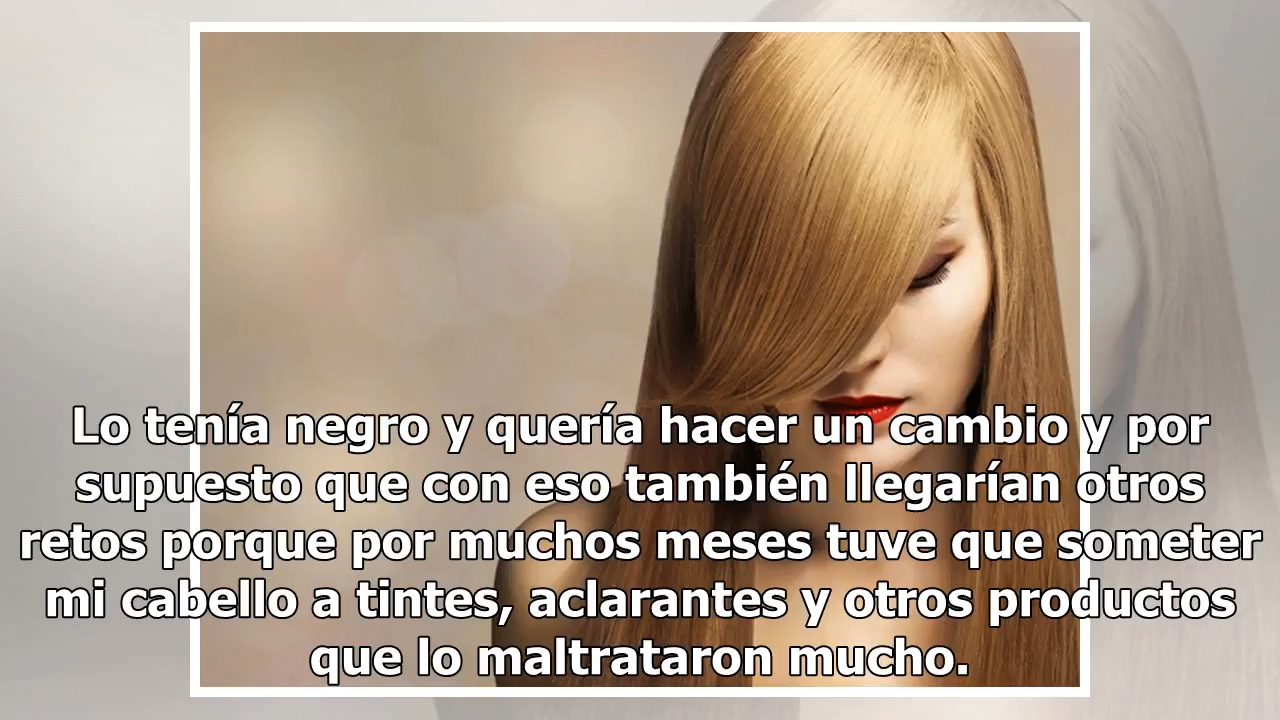 Lo tenía negro y quería hacer un cambio y por
supuesto que con eso también llegarían otros
retos porque por muchos meses tuve que someter
mi cabello a tintes, aclarantes y otros productos
que lo maltrataron mucho.